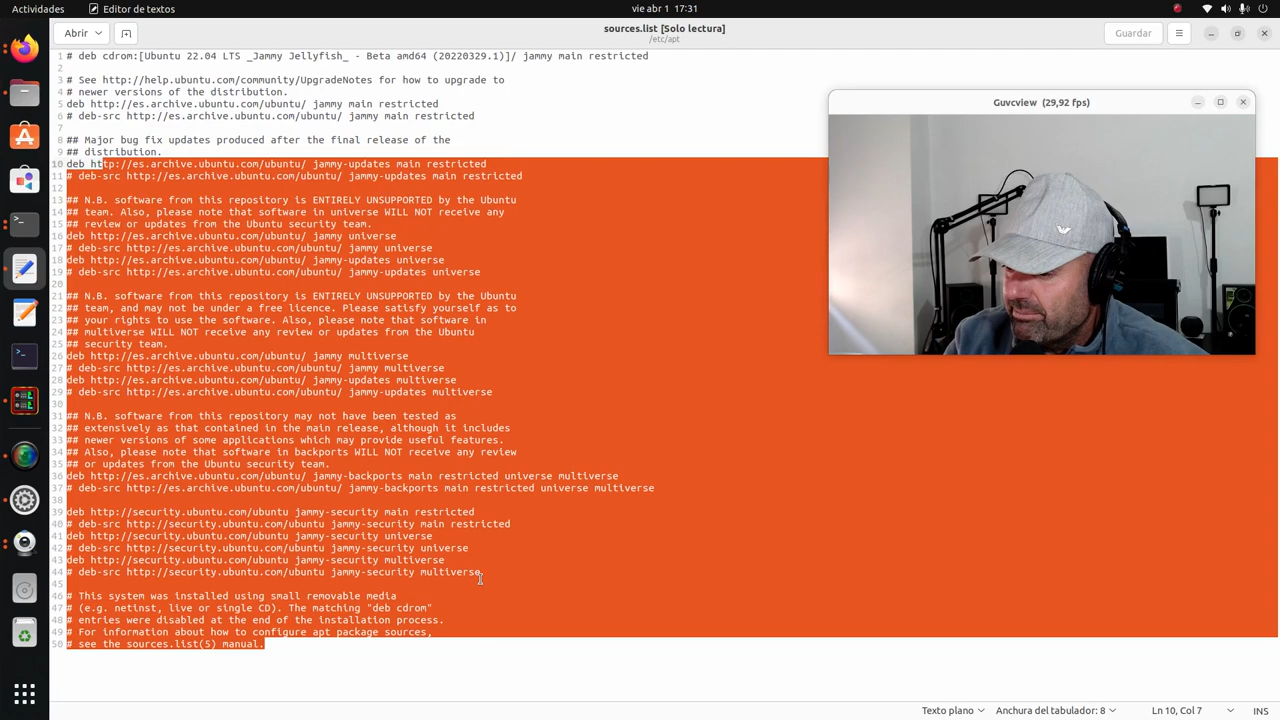 Actividades
Editor de textos
vie abr 1 17:31
Abrir
sources.list [Solo lectura]
/etc/apt
Guardar
1 # deb cdrom:[Ubuntu 22.04 LTS _Jammy Jellyfish_ - Beta amd64 (20220329.1)]/ jammy main restricted
2
3 # See http://help.ubuntu.com/community/UpgradeNotes for how to upgrade to
4 # newer versions of the distribution.
5 deb http://es.archive.ubuntu.com/ubuntu/ jammy main restricted
6 # deb-src http://es.archive.ubuntu.com/ubuntu/ jammy main restricted
7
8 ## Major bug fix updates produced after the final release of the
9 ## distribution.
10 deb http://es.archive.ubuntu.com/ubuntu/ jammy-updates main restricted
11 # deb-src http://es.archive.ubuntu.com/ubuntu/ jammy-updates main restricted
12
13 ## N.B. software from this repository is ENTIRELY UNSUPPORTED by the Ubuntu
14 ## team. Also, please note that software in universe WILL NOT receive any
15 ## review or updates from the Ubuntu security team.
16 deb http://es.archive.ubuntu.com/ubuntu/ jammy universe
17 # deb-src http://es.archive.ubuntu.com/ubuntu/ jammy universe
18 deb http://es.archive.ubuntu.com/ubuntu/ jammy-updates universe
19 # deb-src http://es.archive.ubuntu.com/ubuntu/ jammy-updates universe
20
21 ## N.B. software from this repository is ENTIRELY UNSUPPORTED by the Ubuntu
22 ## team, and may not be under a free licence. Please satisfy yourself as to
23 ## your rights to use the software. Also, please note that software in
24 ## multiverse WILL NOT receive any review or updates from the Ubuntu
25 ## security team.
26 deb http://es.archive.ubuntu.com/ubuntu/ jammy multiverse
27 # deb-src http://es.archive.ubuntu.com/ubuntu/ jammy multiverse
28 deb http://es.archive.ubuntu.com/ubuntu/ jammy-updates multiverse
29 # deb-src http://es.archive.ubuntu.com/ubuntu/ jammy-updates multiverse
30
31 ## N.B. software from this repository may not have been tested as
32 ## extensively as that contained in the main release, although it includes
33 ## newer versions of some applications which may provide useful features.
34 ## Also, please note that software in backports WILL NOT receive any review
35 ## or updates from the Ubuntu security team.
36 deb http://es.archive.ubuntu.com/ubuntu/ jammy-backports main restricted universe multiverse
37 # deb-src http://es.archive.ubuntu.com/ubuntu/ jammy-backports main restricted universe multiverse
38
39 deb http://security.ubuntu.com/ubuntu jammy-security main restricted
40 # deb-src http://security.ubuntu.com/ubuntu jammy-security main restricted
41 deb http://security.ubuntu.com/ubuntu jammy-security universe
42 # deb-src http://security.ubuntu.com/ubuntu jammy-security universe
43 deb http://security.ubuntu.com/ubuntu jammy-security multiverse
44 # deb-src http://security.ubuntu.com/ubuntu jammy-security multiverse
45
46 # This system was installed using small removable media
47 # (e.g. netinst, live or single CD). The matching "deb cdrom"
48 # entries were disabled at the end of the installation process.
49 # For information about how to configure apt package sources,
50 # see the sources.list(5) manual.
Guvcview (29,92 fps)
Texto plano
Anchura del tabulador: 8
Ln 10, Col 7
INS